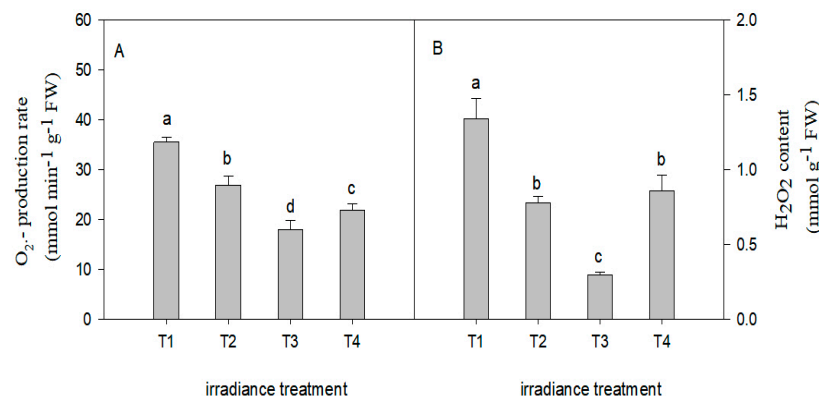 O2.- production rate
(mmol min-1 g-1 FW)
60
50
40
30
20
10
0
A
a
b
d
c
T1 T2 T3 T4
irradiance treatment
B
a
b
c
b
T1 T2 T3 T4
irradiance treatment
2.0
1.5
1.0
0.5
0.0
H2O2 content
(mmol g-1 FW)